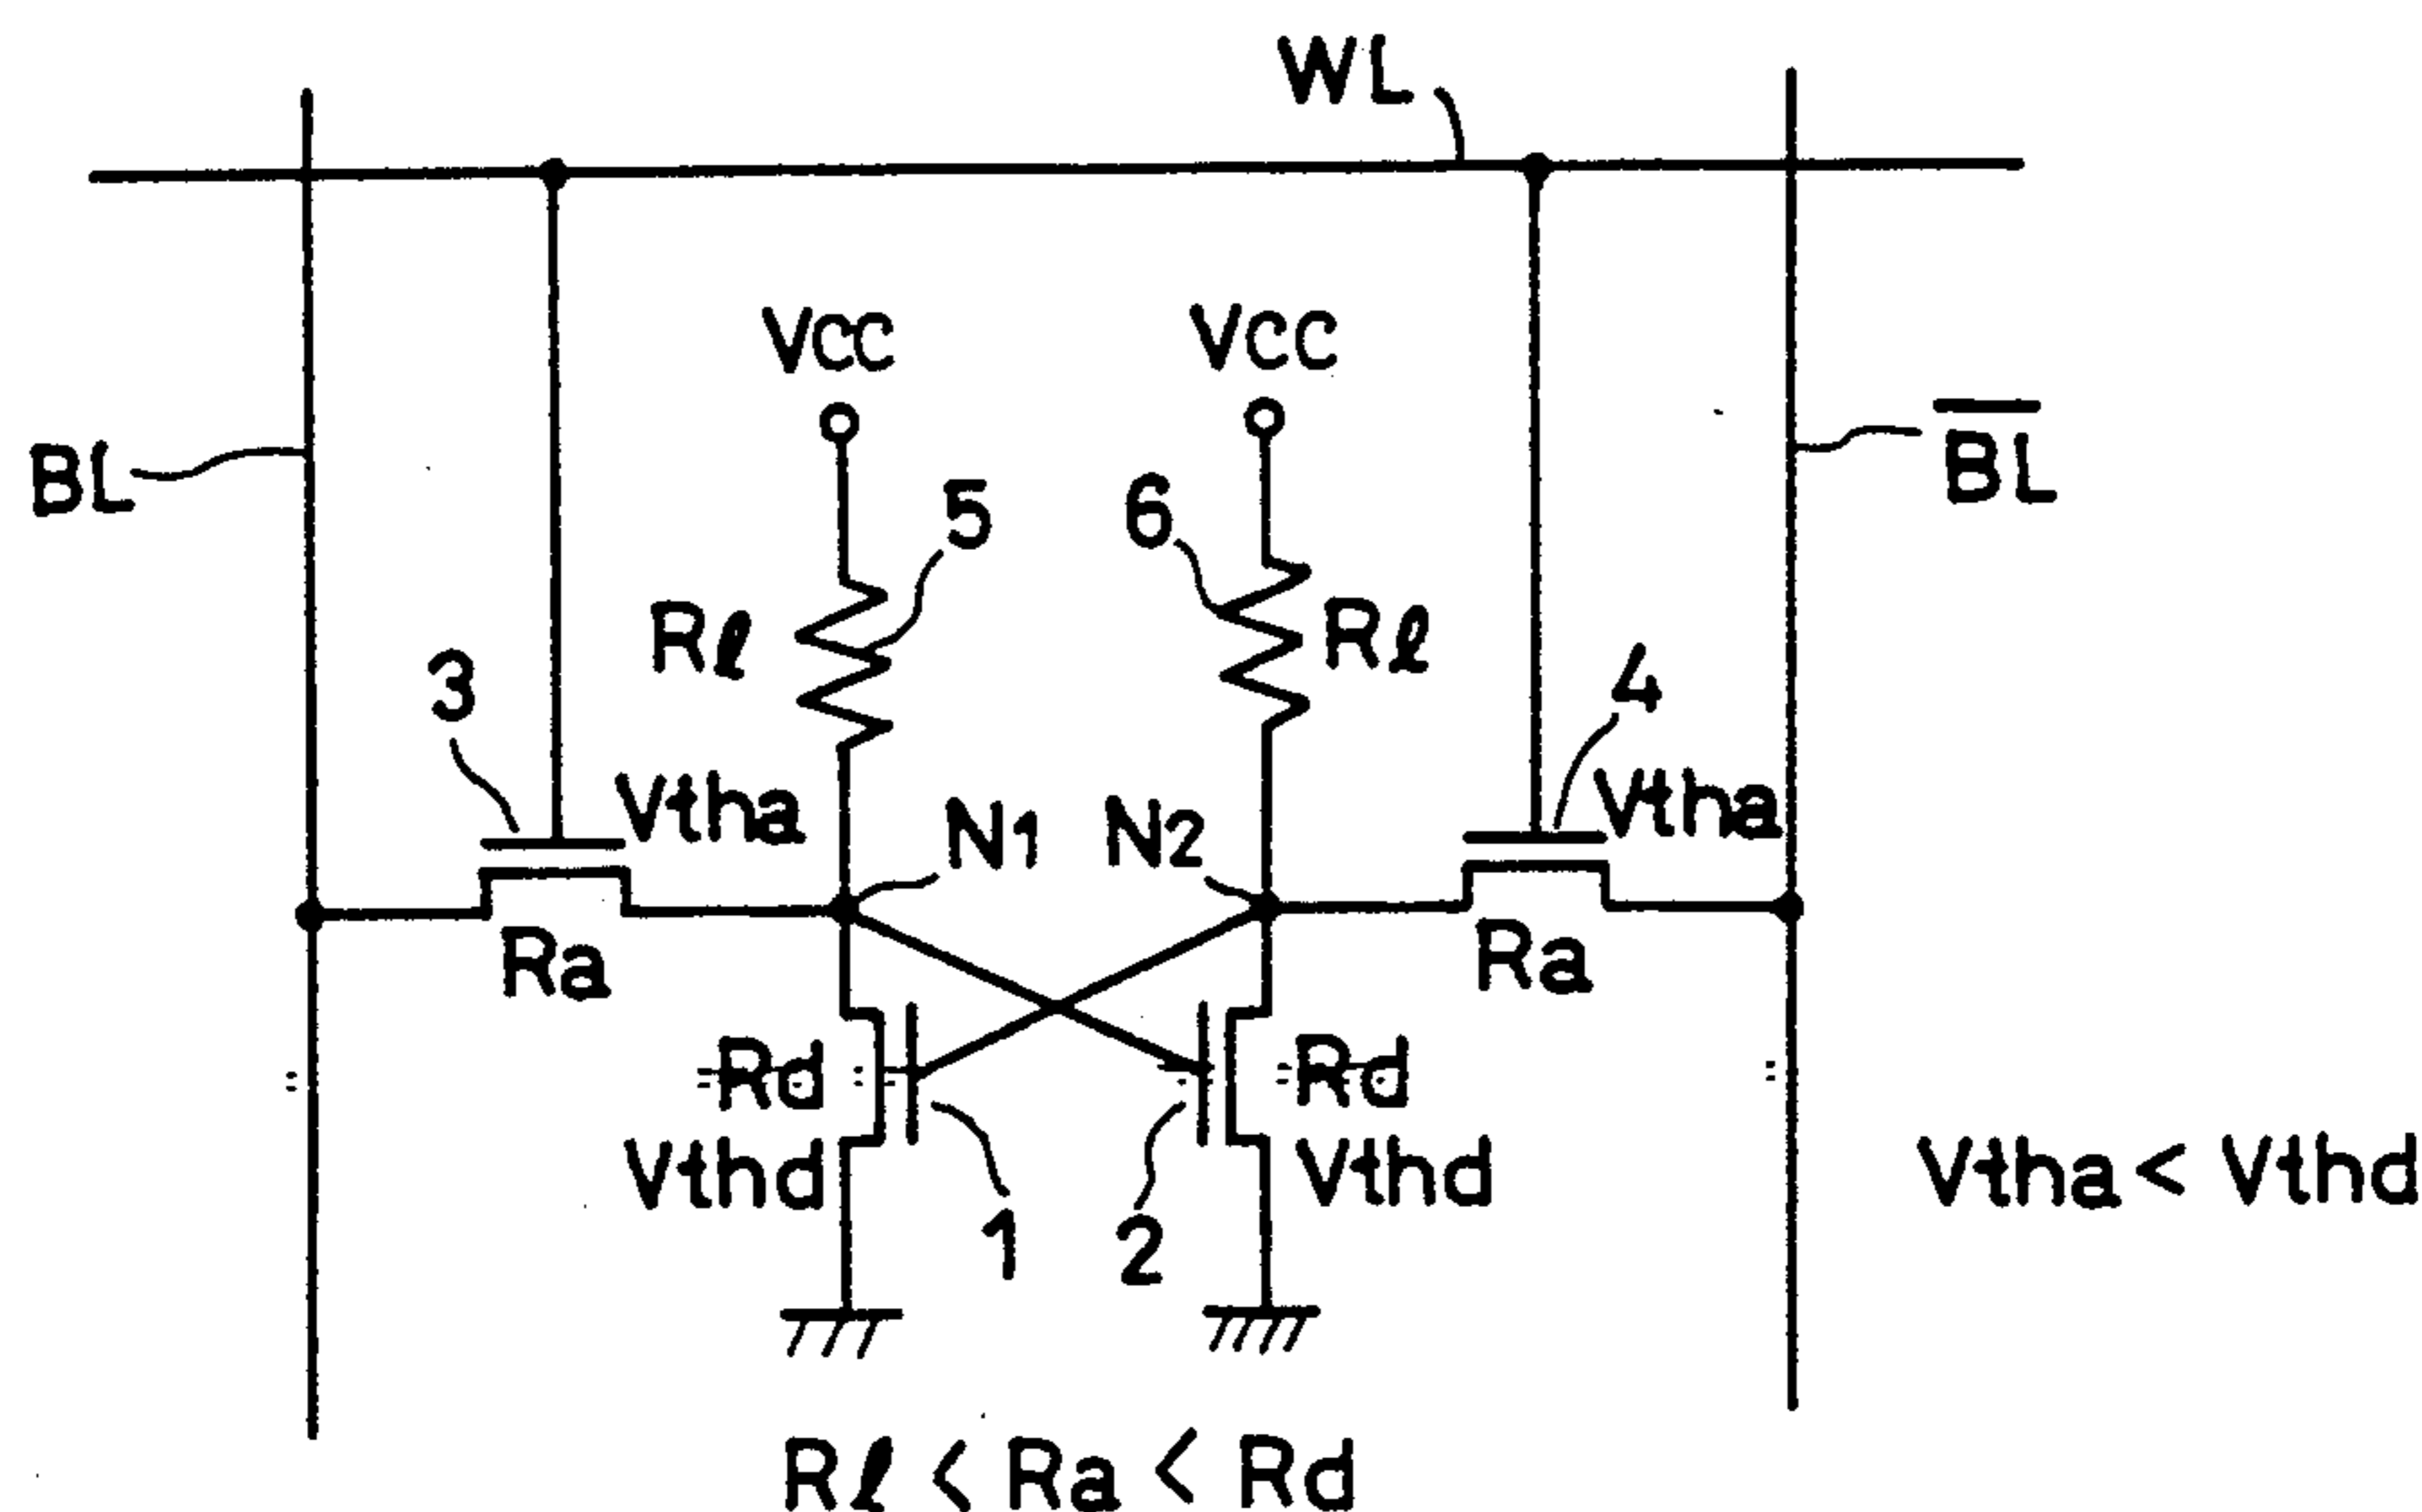 WL
VCC
VCC
BL
B̅L̅
5
6
Rℓ
Rℓ
3
4
Vtha
Vtha
N1
N2
Ra
Ra
Rd
Rd
Vthd
Vthd
Vtha < Vthd
1
2
Rℓ < Ra < Rd